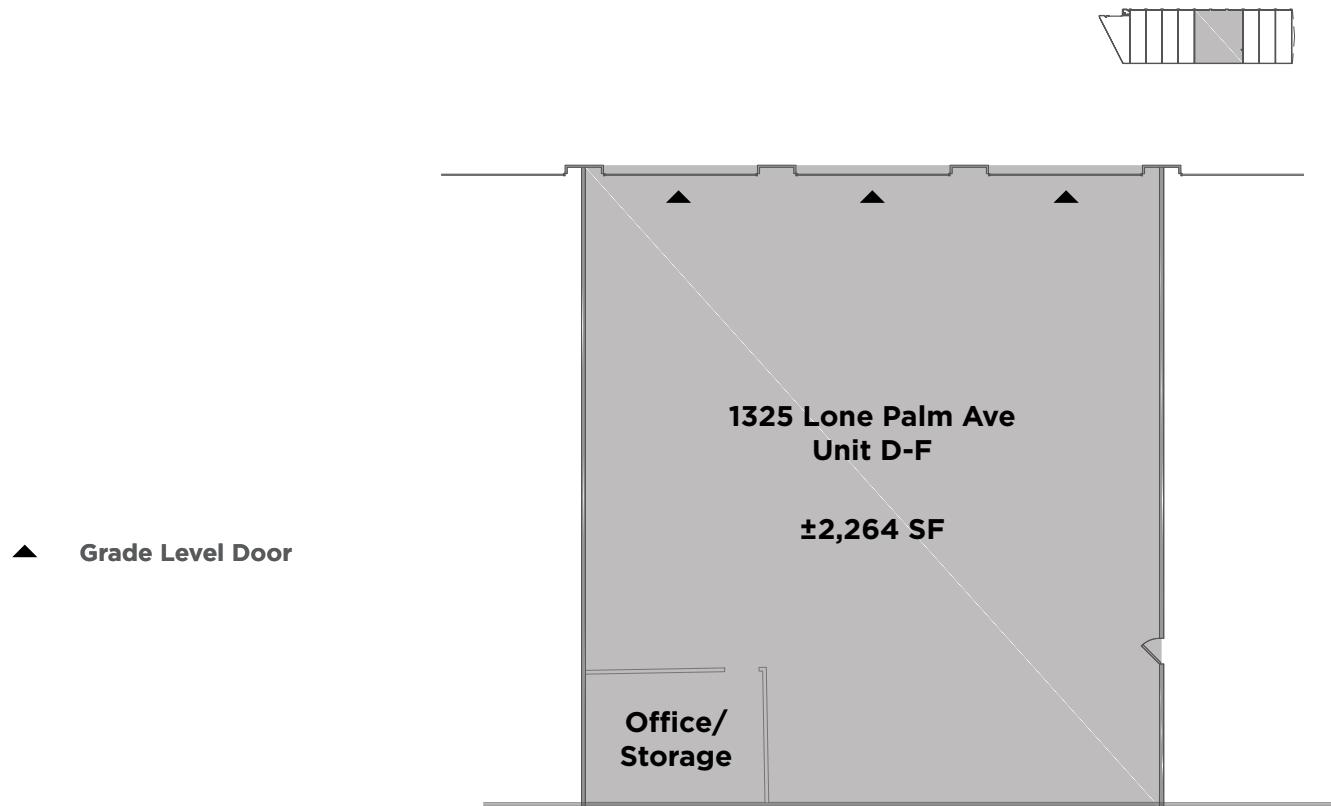 1325 Lone Palm Ave
Unit D-F
±2,264 SF
Grade Level Door
Office/
Storage